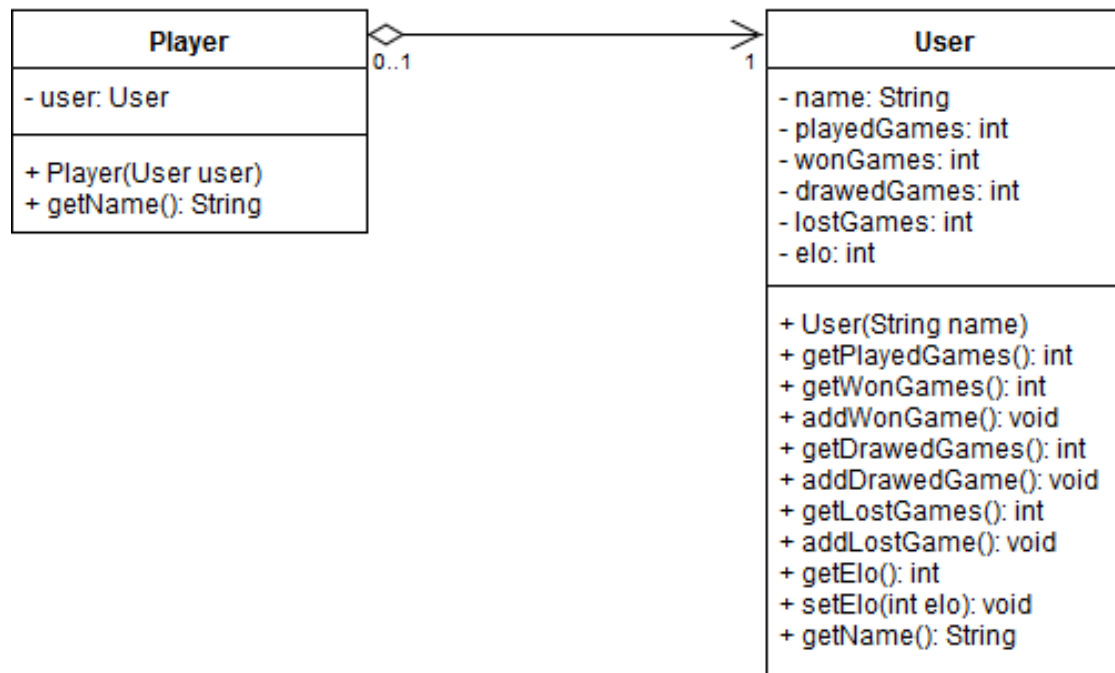 Player
- user: User
+ Player(User user)
+ getName(): String
0..1
1
User
- name: String
- playedGames: int
- wonGames: int
- drawedGames: int
- lostGames: int
- elo: int
+ User(String name)
+ getPlayedGames(): int
+ getWonGames(): int
+ addWonGame(): void
+ getDrawedGames(): int
+ addDrawedGame(): void
+ getLostGames(): int
+ addLostGame(): void
+ getElo(): int
+ setElo(int elo): void
+ getName(): String